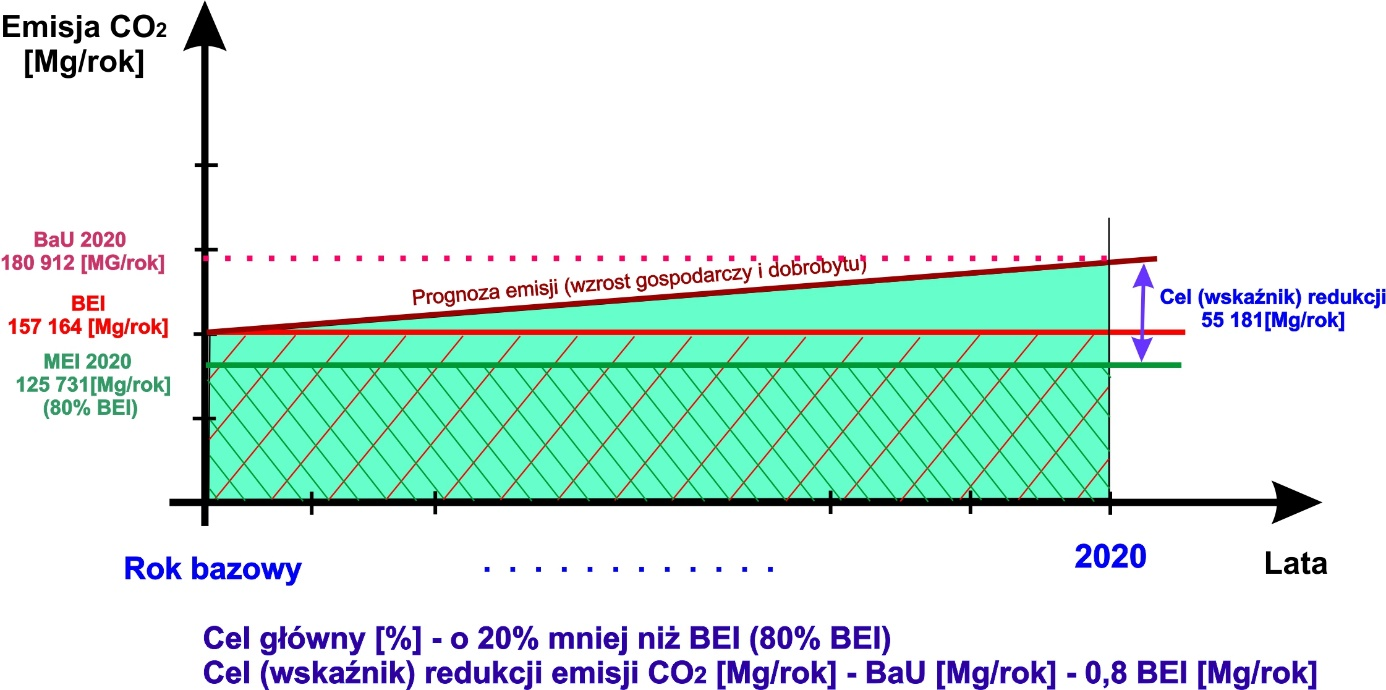 Emisja CO2
[Mg/rok]
BaU 2020
180 912 [MG/rok]
BEI
157 164 [Mg/rok]
MEI 2020
125 731[Mg/rok]
(80% BEI)
Prognoza emisji (wzrost gospodarczy i dobrobytu)
Cel (wskaźnik) redukcji
55 181[Mg/rok]
Rok bazowy
. . . . . . . . . . . .
2020
Lata
Cel główny [%] - o 20% mniej niż BEI (80% BEI)
Cel (wskaźnik) redukcji emisji CO2 [Mg/rok] - BaU [Mg/rok] - 0,8 BEI [Mg/rok]